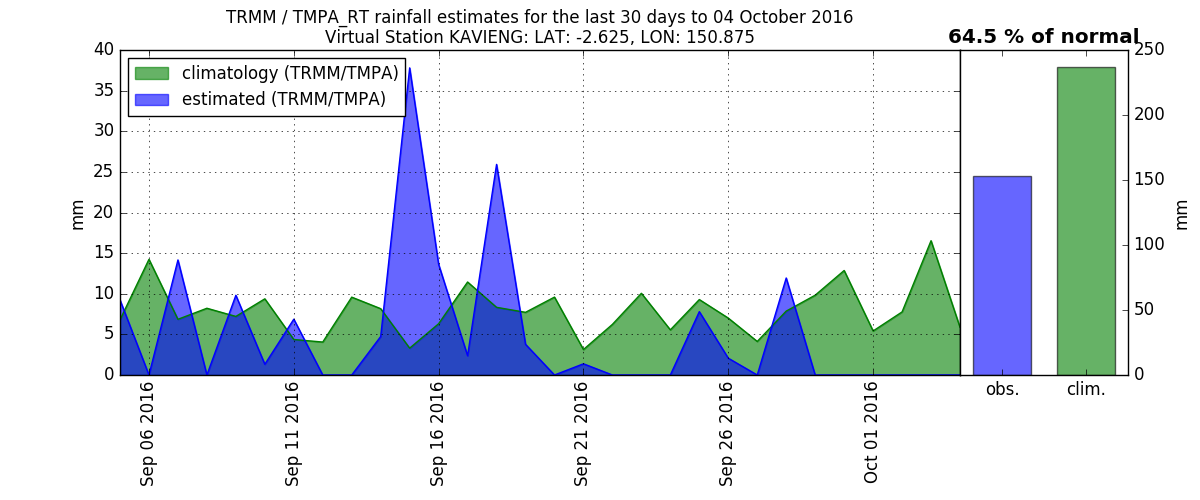 TRMM / TMPA_RT rainfall estimates for the last 30 days to 04 October 2016
Virtual Station KAVIENG: LAT: -2.625, LON: 150.875
64.5 % of normal
climatology (TRMM/TMPA)
estimated (TRMM/TMPA)
mm
40
35
30
25
20
15
10
5
0
Sep 06 2016
Sep 11 2016
Sep 16 2016
Sep 21 2016
Sep 26 2016
Oct 01 2016
250
200
150
100
50
0
mm
obs.
clim.